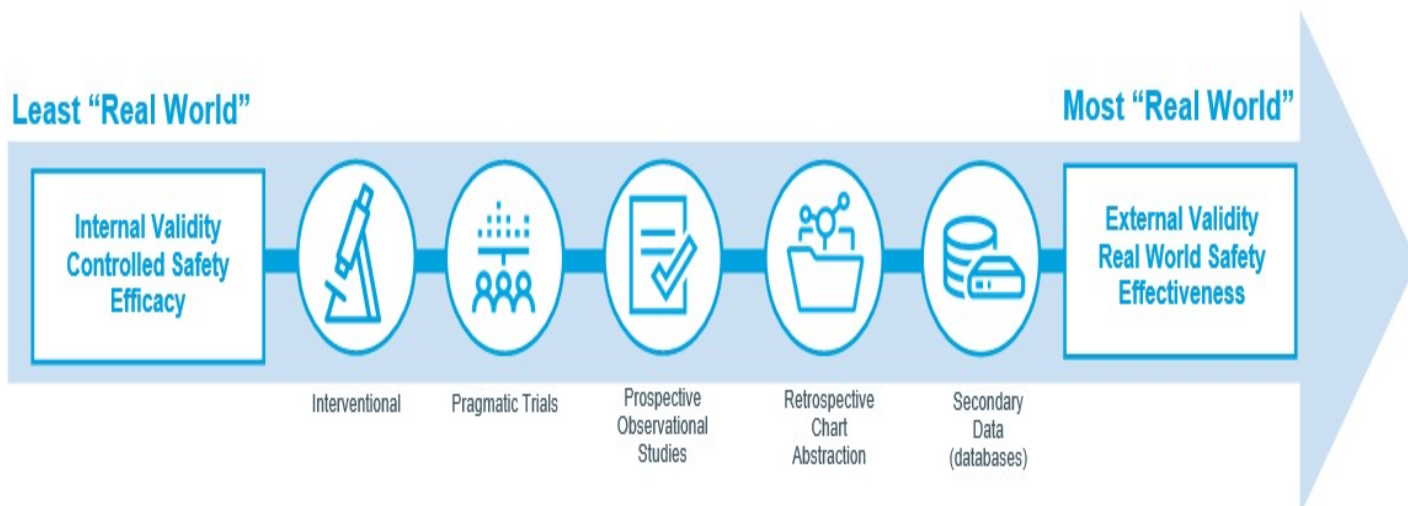 Least “Real World”
Most “Real World”
Internal Validity
Controlled Safety
Efficacy
External Validity
Real World Safety
Effectiveness
Interventional
Pragmatic Trials
Prospective
Observational
Studies
Retrospective
Chart
Abstraction
Secondary
Data
(databases)